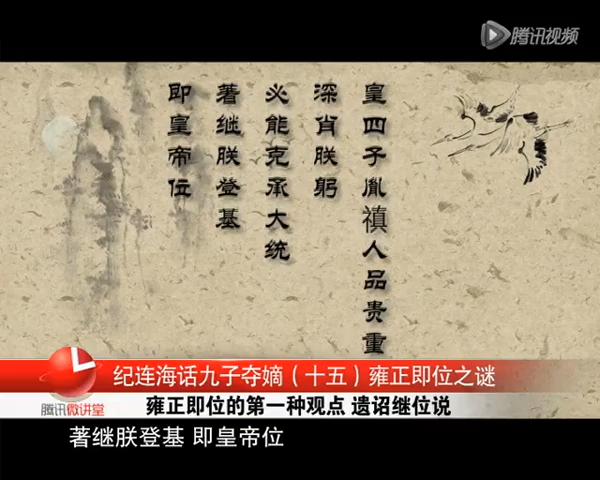 腾讯视频
皇四子胤禛人品贵重
深肖朕躬
必能克承大统
著继朕登基
即皇帝位
纪连海话九子夺嫡（十五）雍正即位之谜
雍正即位的第一种观点 遗诏继位说
腾讯微讲堂
著继朕登基 即皇帝位